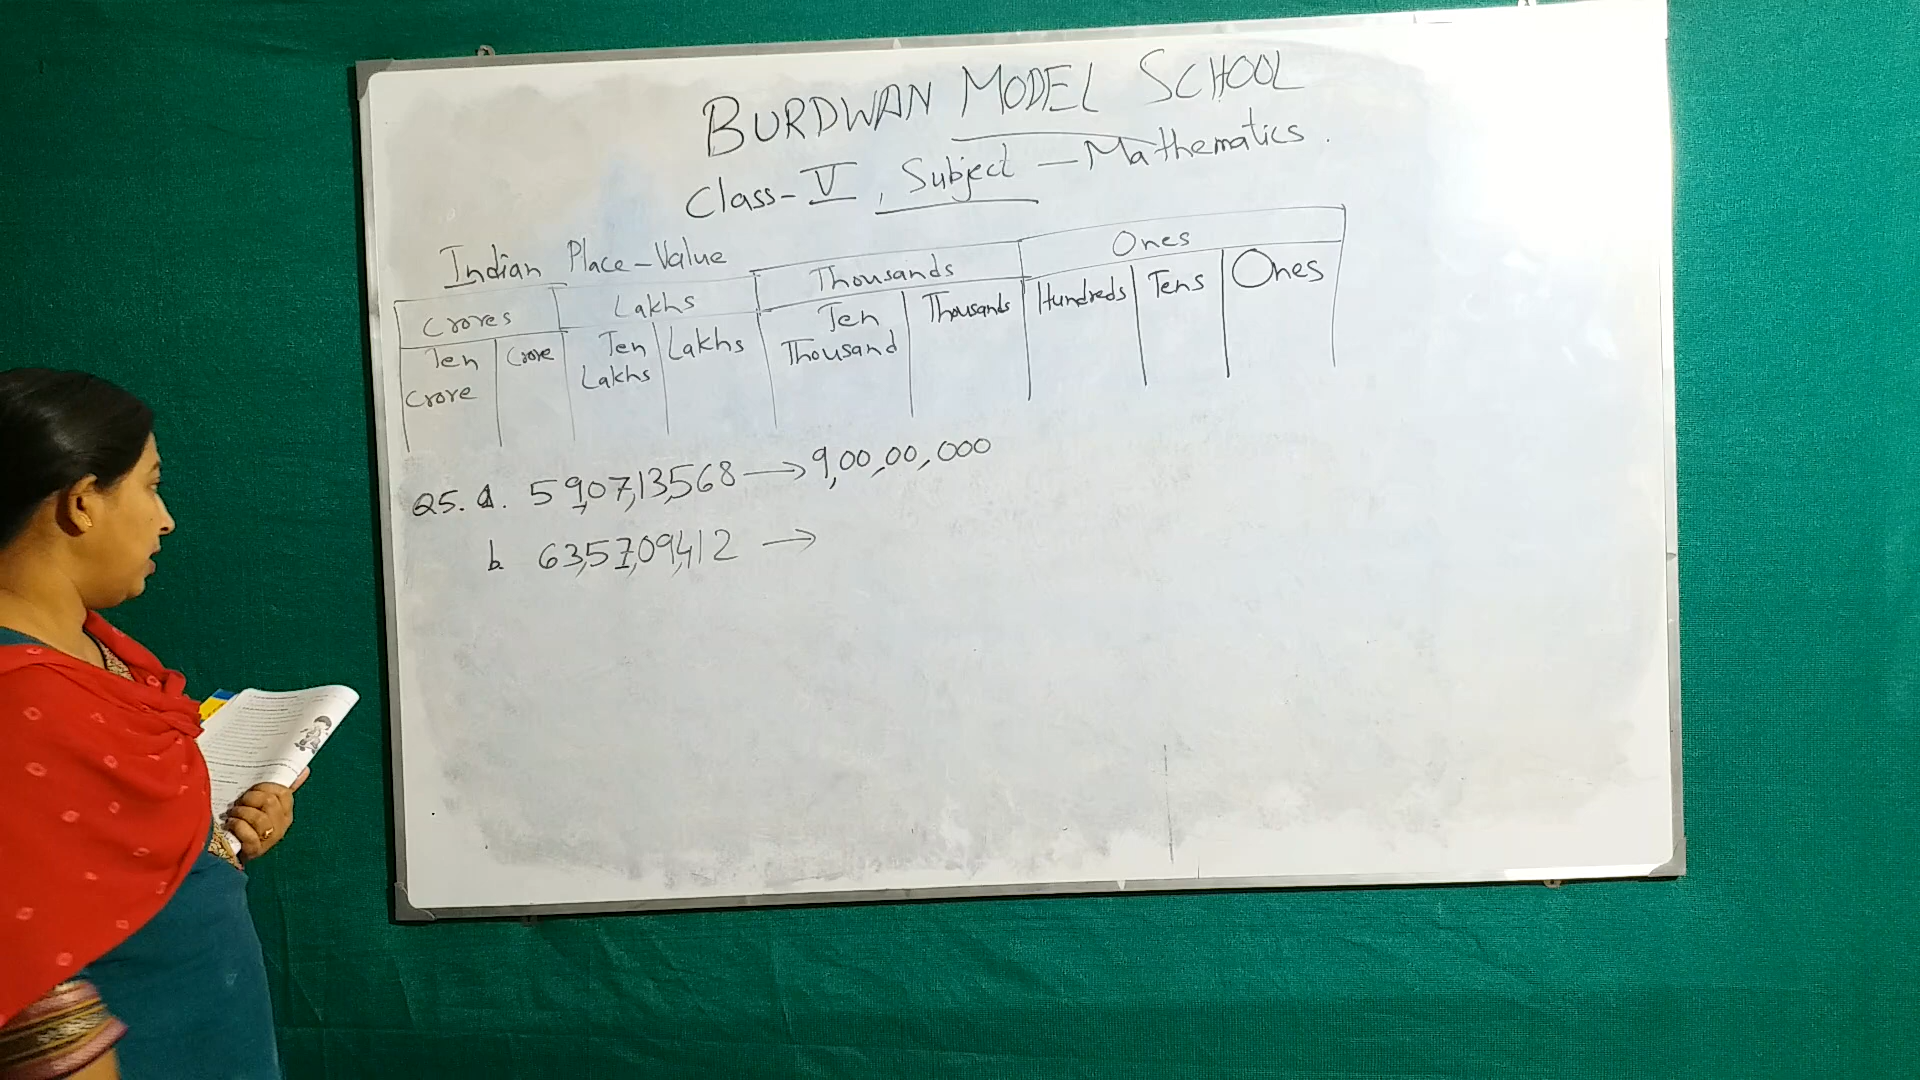 BURDWAN MODEL SCHOOL
Class-V, Subject – Mathematics.
Indian Place-Value
Crores Lakhs Thousands Ones
Ten Crore Crore Ten Lakhs Lakhs Ten Thousand Thousands Hundreds Tens Ones
Q5. a. 59,07,13,568 → 9,00,00,000
b. 63,57,09,412 →